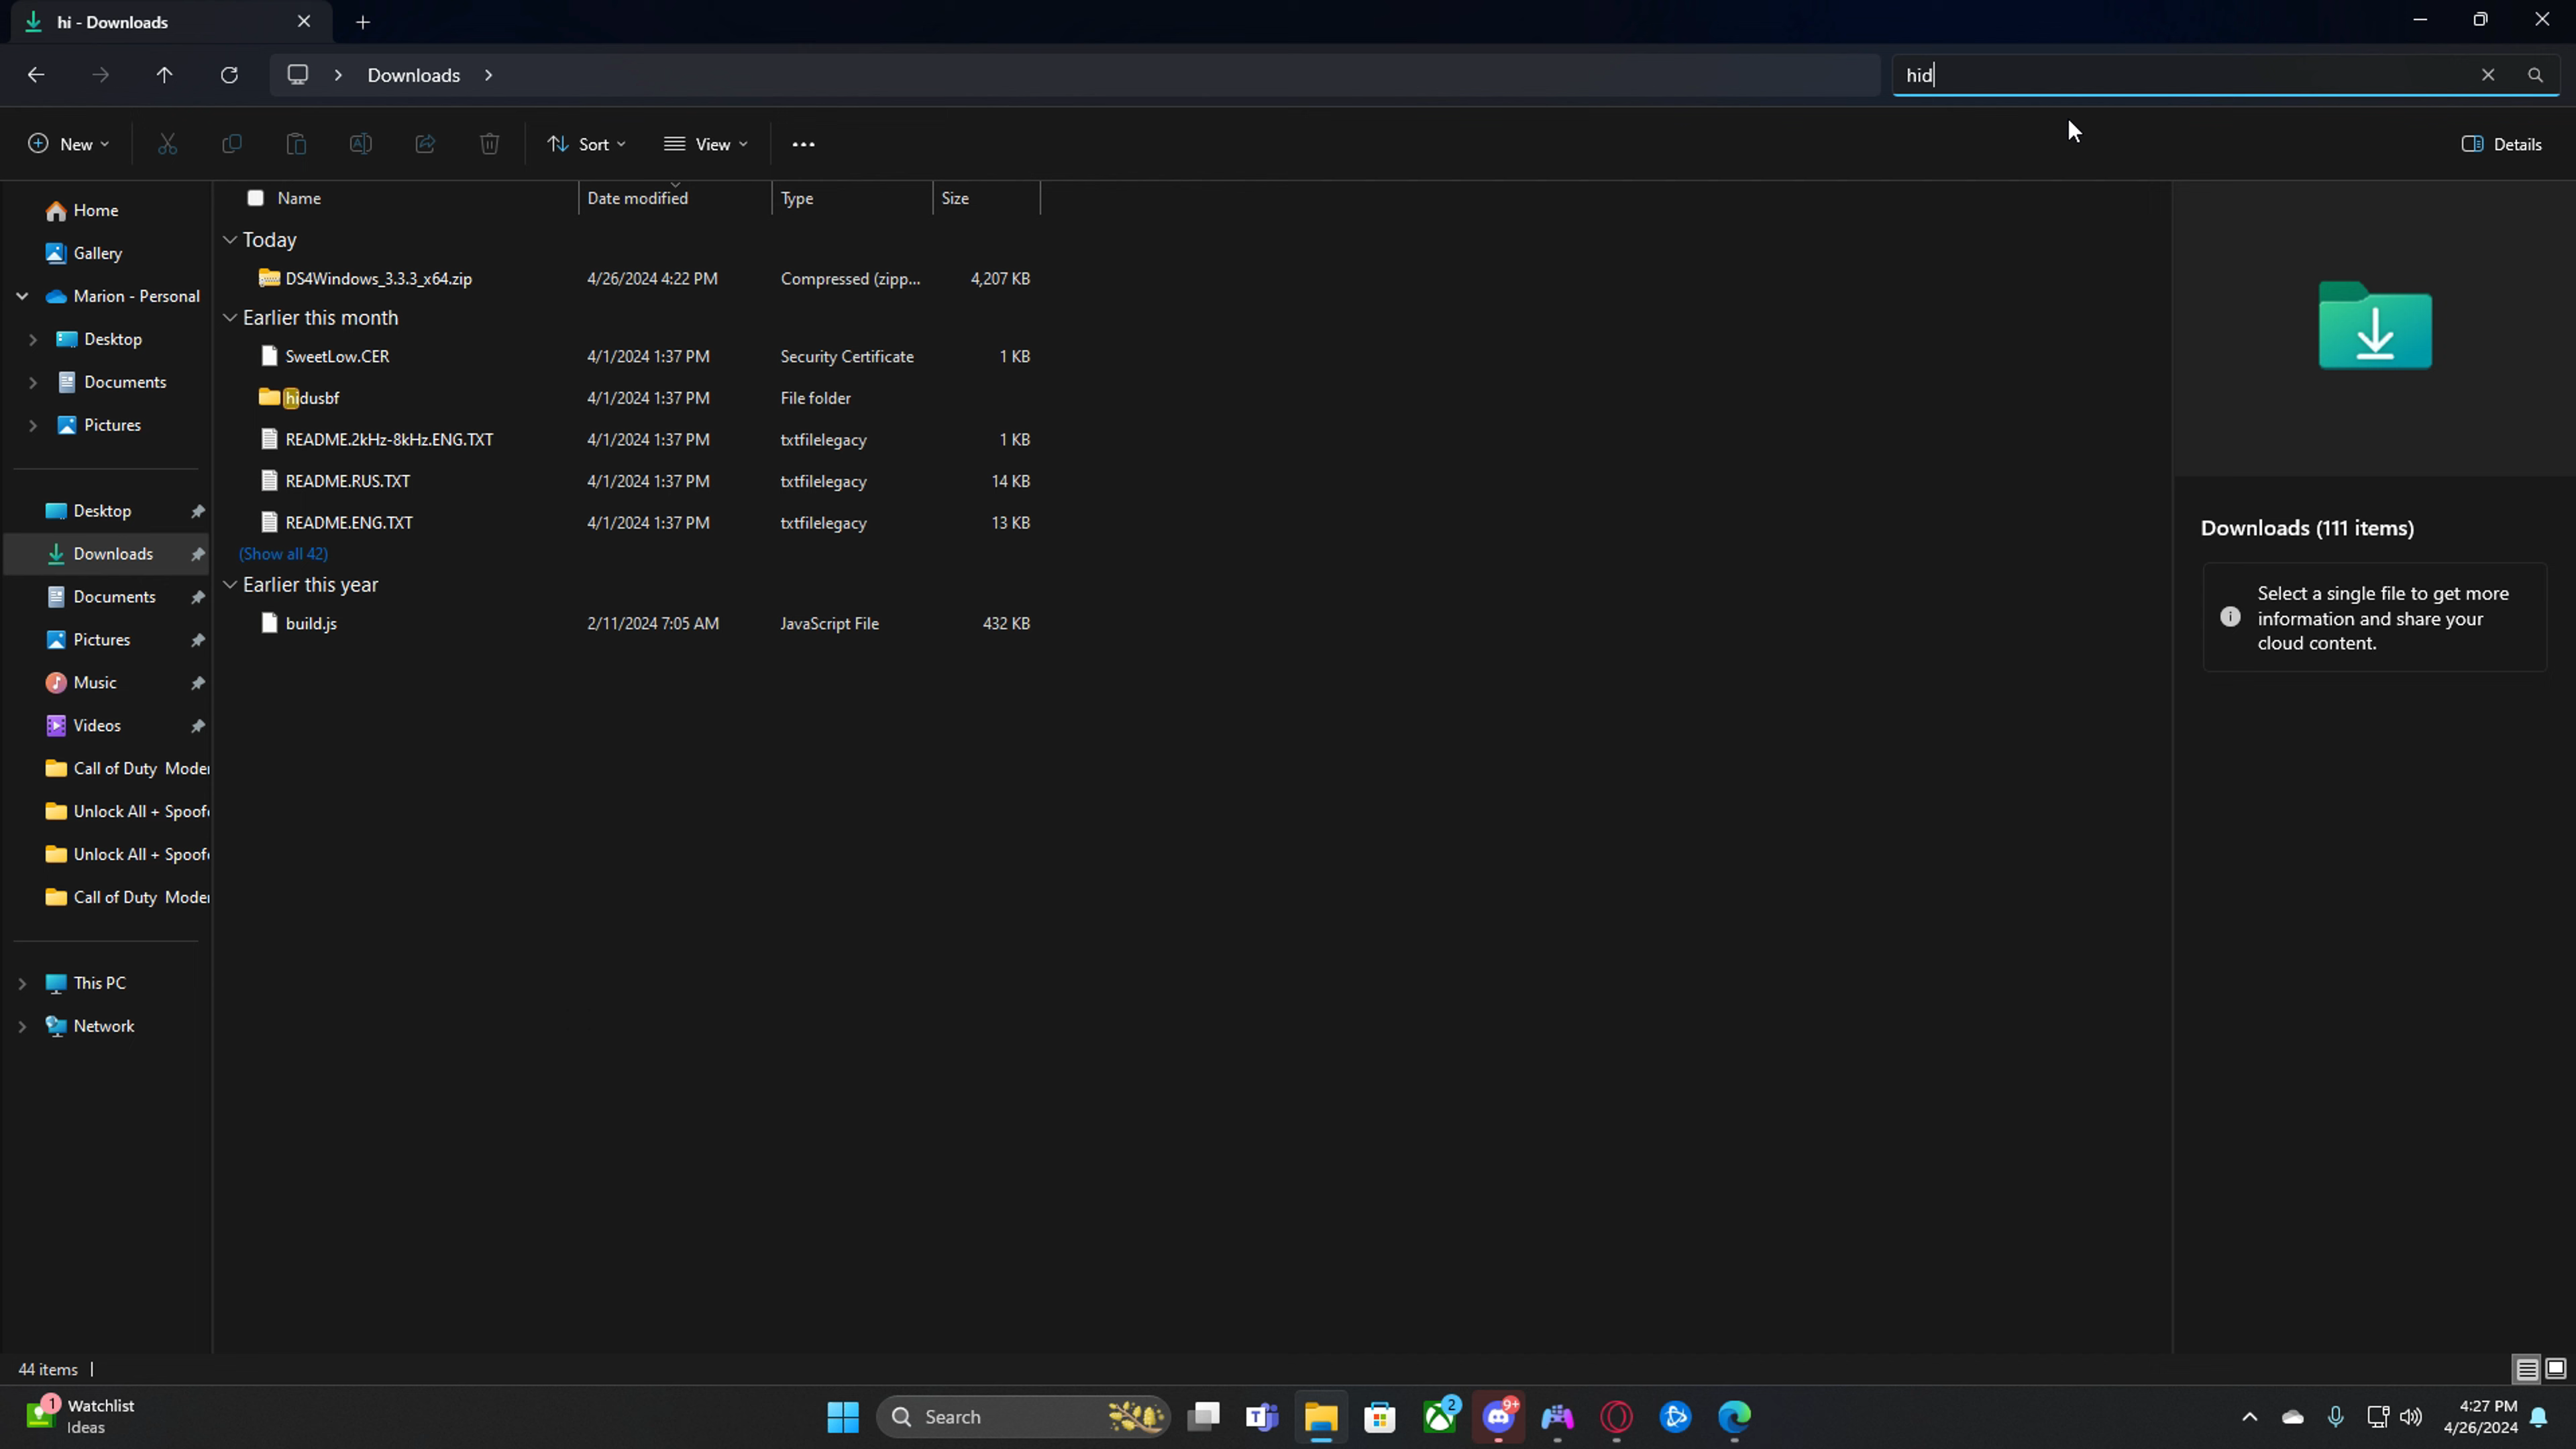 hi - Downloads
Downloads
hid
New
Sort
View
Details
Name Date modified Type Size
Home
Gallery
Marion - Personal
Desktop
Documents
Pictures
Desktop
Downloads
Documents
Pictures
Music
Videos
Call of Duty Moder
Unlock All + Spoof
Unlock All + Spoof
Call of Duty Moder
This PC
Network
Today
DS4Windows_3.3.3_x64.zip 4/26/2024 4:22 PM Compressed (zipp... 4,207 KB
Earlier this month
SweetLow.CER 4/1/2024 1:37 PM Security Certificate 1 KB
hidusbf 4/1/2024 1:37 PM File folder
README.2kHz-8kHz.ENG.TXT 4/1/2024 1:37 PM txtfilelegacy 1 KB
README.RUS.TXT 4/1/2024 1:37 PM txtfilelegacy 14 KB
README.ENG.TXT 4/1/2024 1:37 PM txtfilelegacy 13 KB
(Show all 42)
Earlier this year
build.js 2/11/2024 7:05 AM JavaScript File 432 KB
Downloads (111 items)
Select a single file to get more
information and share your
cloud content.
44 items
1
Watchlist
Ideas
Search
2
9+
4:27 PM
4/26/2024